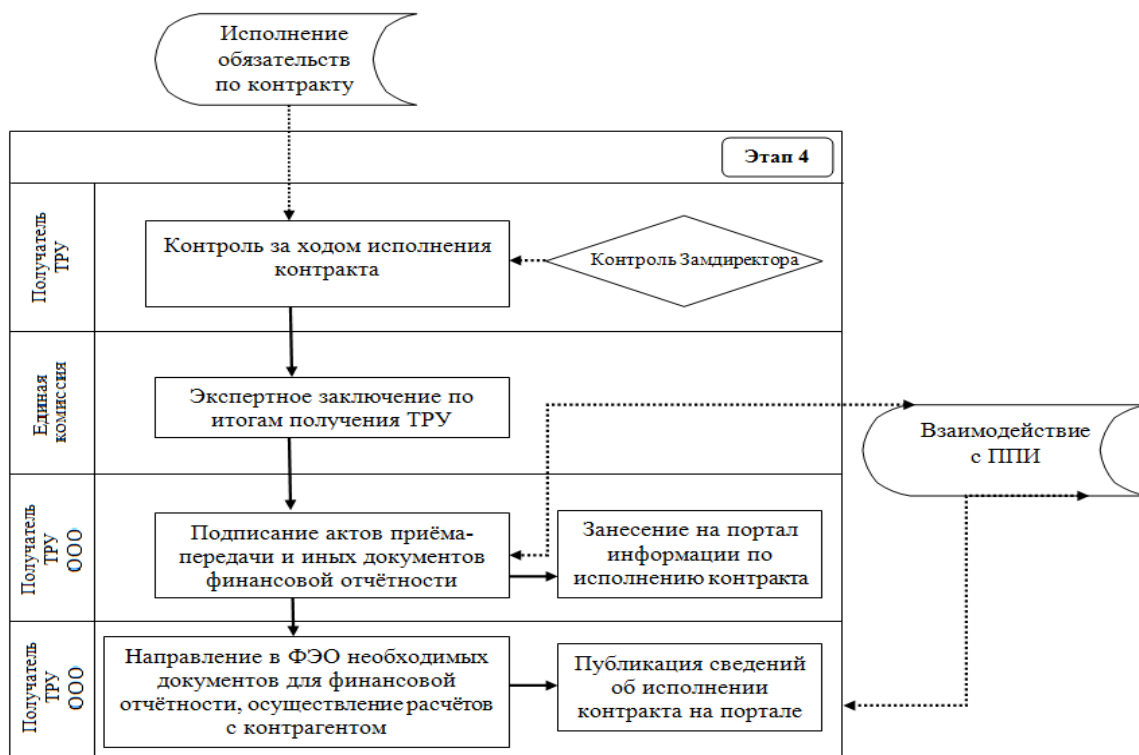 Исполнение
обязательств
по контракту
Этап 4
Получатель
ТРУ
Контроль за ходом исполнения
контракта
Контроль Замдиректора
Единая
комиссия
Экспертное заключение по
итогам получения ТРУ
Взаимодействие
с ППИ
Получатель
ТРУ
ООО
Подписание актов приёма-
передачи и иных документов
финансовой отчётности
Занесение на портал
информации по
исполнению контракта
Получатель
ТРУ
ООО
Направление в ФЭО необходимых
документов для финансовой
отчётности, осуществление расчётов
с контрагентом
Публикация сведений
об исполнении
контракта на портале